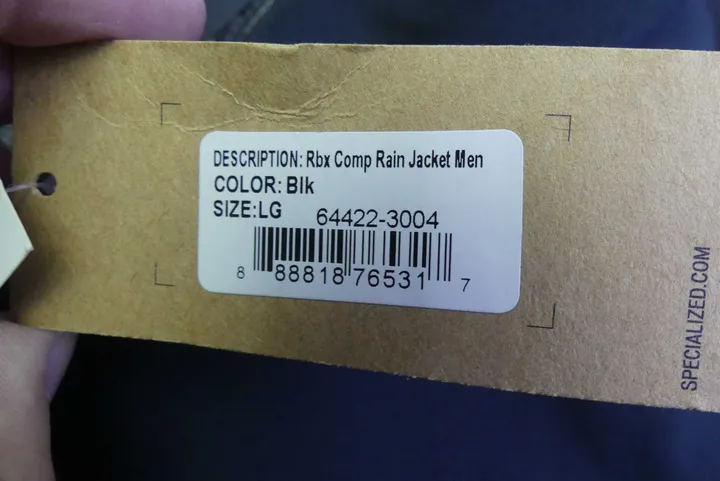 DESCRIPTION: Rbx Comp Rain Jacket Men
COLOR: Blk
SIZE:LG 64422-3004
8 88818 76531 7
SPECIALIZED.COM